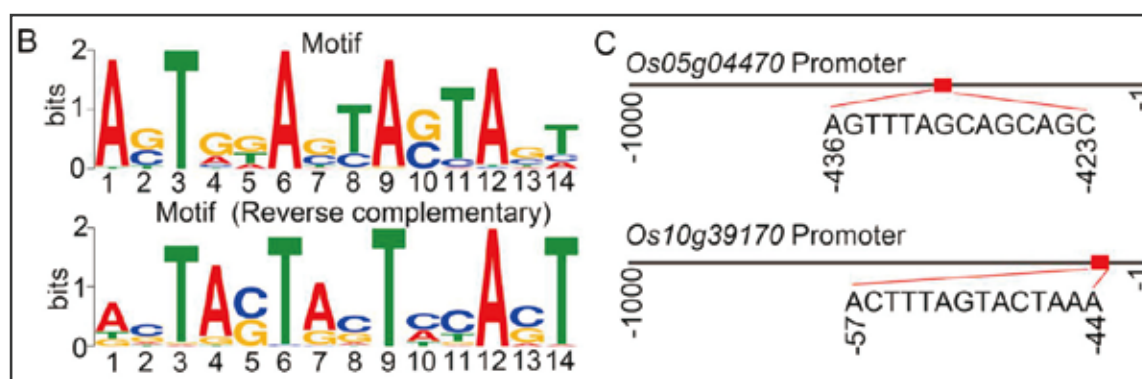 B
Motif
2
1
0
bits
1 2 3 4 5 6 7 8 9 10 11 12 13 14
Motif (Reverse complementary)
2
1
0
bits
1 2 3 4 5 6 7 8 9 10 11 12 13 14
C
Os05g04470 Promoter
-1000
-1
AGTTTAGCAGCAGC
-436
-423
Os10g39170 Promoter
-1000
-1
ACTTTAGTACTAAA
-57
-44